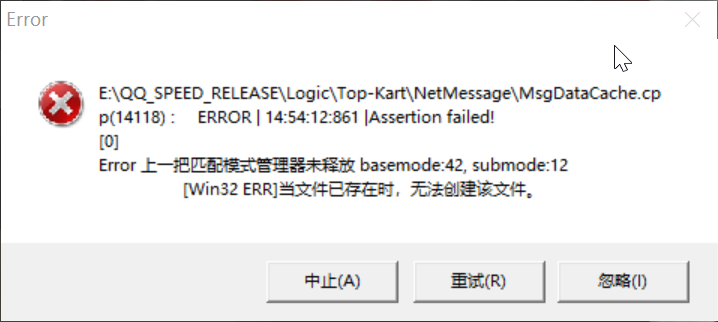 Error
E:\QQ_SPEED_RELEASE\Logic\Top-Kart\NetMessage\MsgDataCache.cp
p(14118) :    ERROR | 14:54:12:861 |Assertion failed!
[0]
Error 上一把匹配模式管理器未释放 basemode:42, submode:12
[Win32 ERR]当文件已存在时，无法创建该文件。
中止(A) 重试(R) 忽略(I)